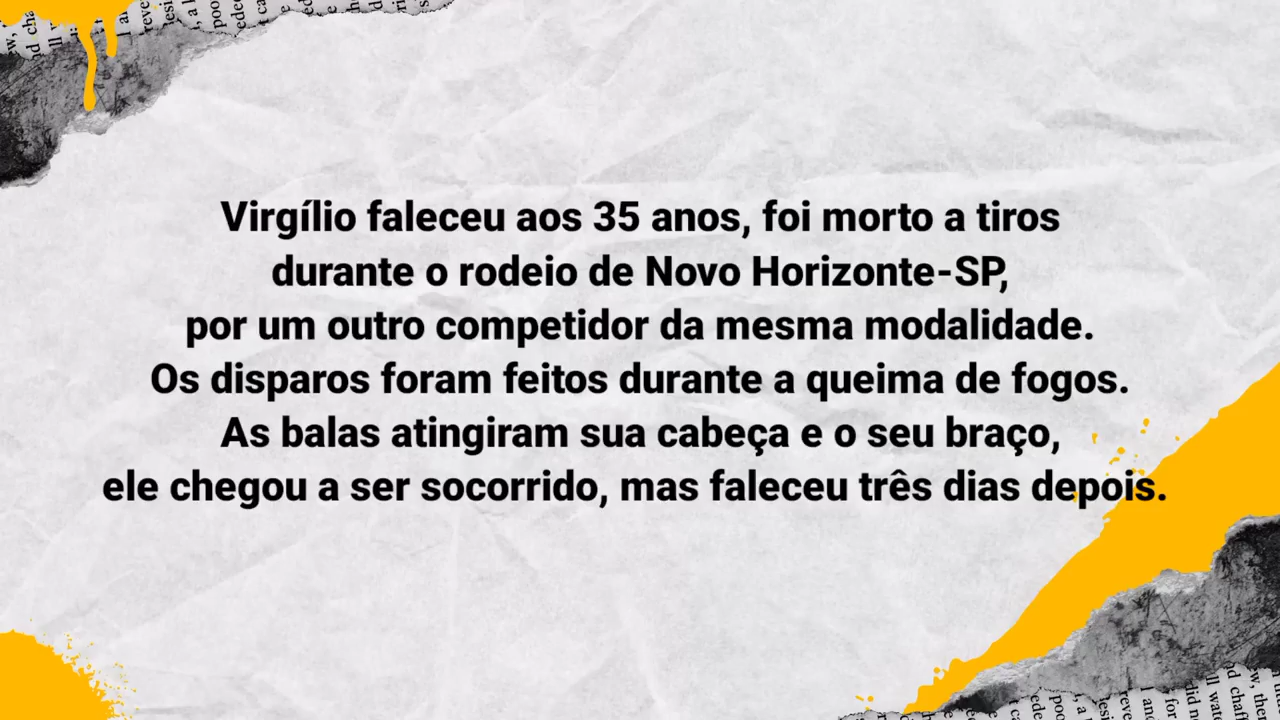 Virgílio faleceu aos 35 anos, foi morto a tiros
durante o rodeio de Novo Horizonte-SP,
por um outro competidor da mesma modalidade.
Os disparos foram feitos durante a queima de fogos.
As balas atingiram sua cabeça e o seu braço,
ele chegou a ser socorrido, mas faleceu três dias depois.